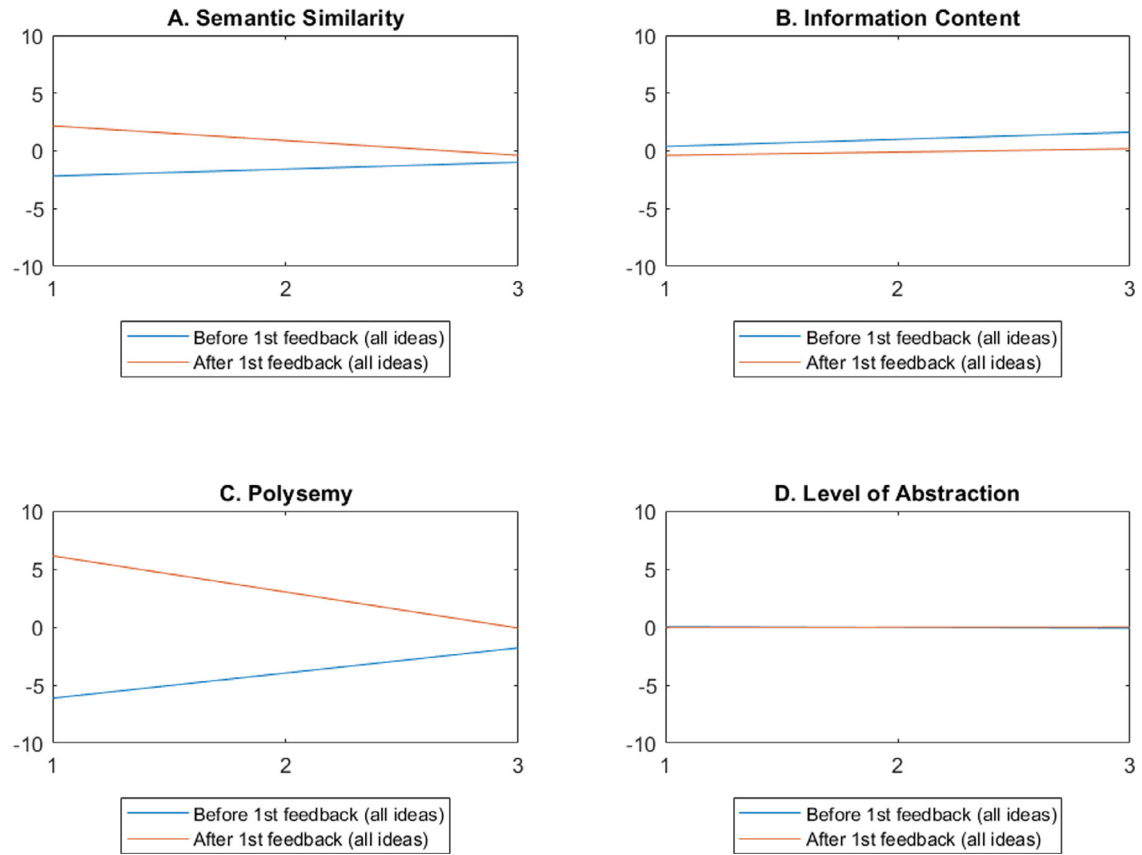 A. Semantic Similarity
10
5
0
-5
-10
1
2
3
Before 1st feedback (all ideas)
After 1st feedback (all ideas)
B. Information Content
10
5
0
-5
-10
1
2
3
Before 1st feedback (all ideas)
After 1st feedback (all ideas)
C. Polysemy
10
5
0
-5
-10
1
2
3
Before 1st feedback (all ideas)
After 1st feedback (all ideas)
D. Level of Abstraction
10
5
0
-5
-10
1
2
3
Before 1st feedback (all ideas)
After 1st feedback (all ideas)